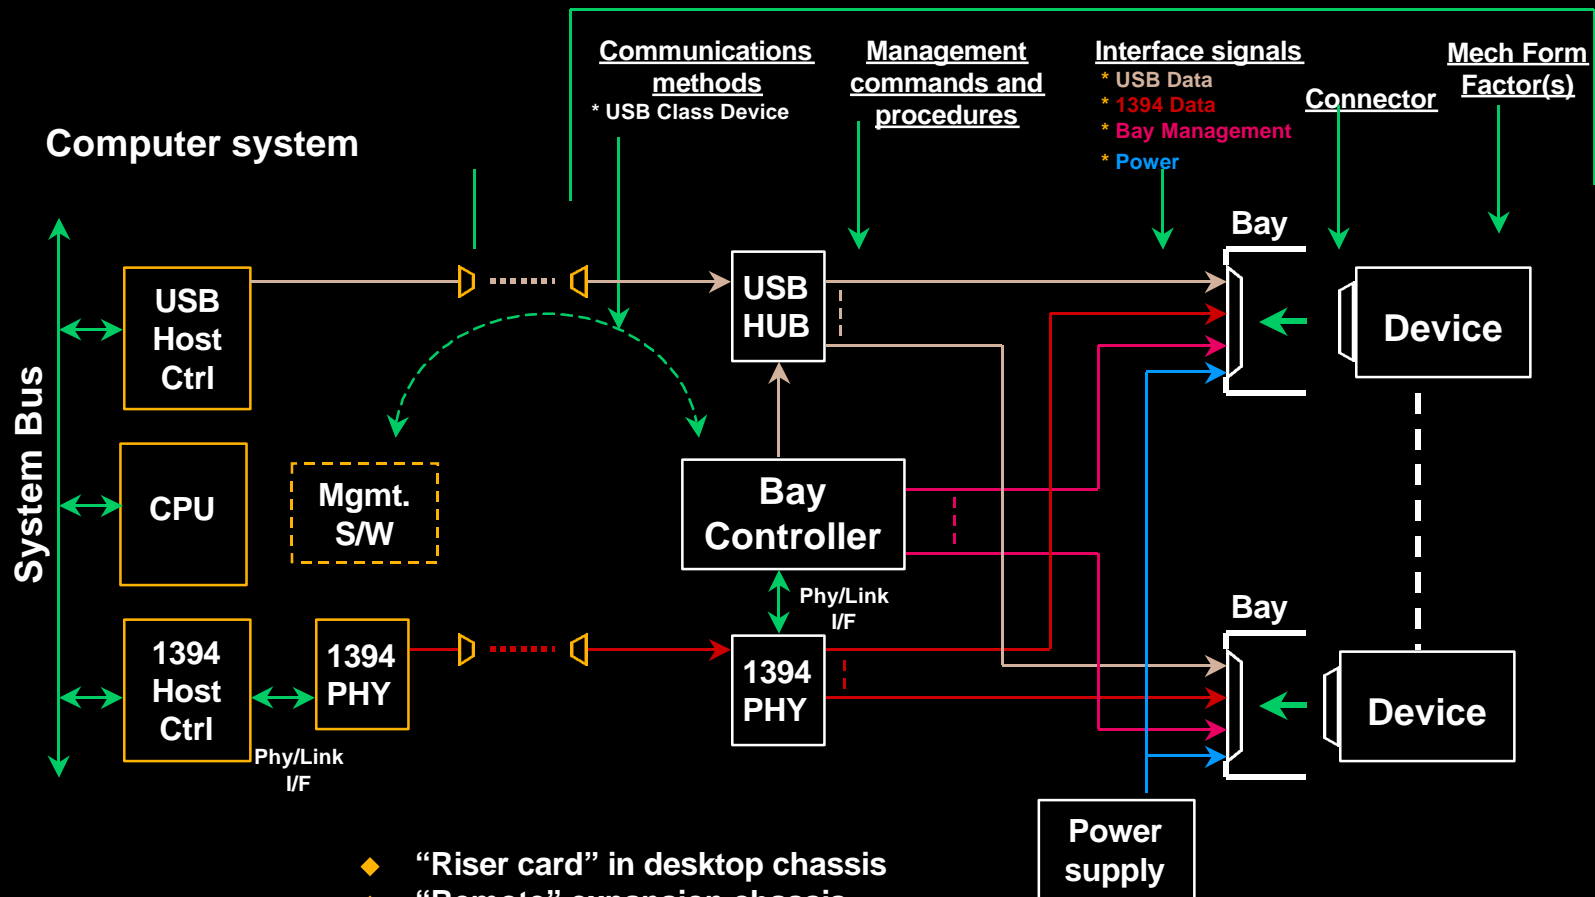 Communications
methods
* USB Class Device
Management
commands and
procedures
Interface signals
* USB Data
* 1394 Data
* Bay Management
* Power
Connector
Mech Form
Factor(s)
Computer system
Bay
USB
Host
Ctrl
USB
HUB
Device
System Bus
CPU
Mgmt.
S/W
Bay
Controller
Phy/Link
I/F
Bay
1394
Host
Ctrl
1394
PHY
1394
PHY
Device
Phy/Link
I/F
Power
supply
◆ “Riser card” in desktop chassis
“Remote” expansion chassis